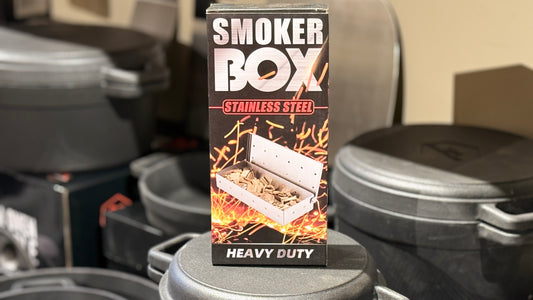 SMOKER
BOX
STAINLESS STEEL
HEAVY DUTY